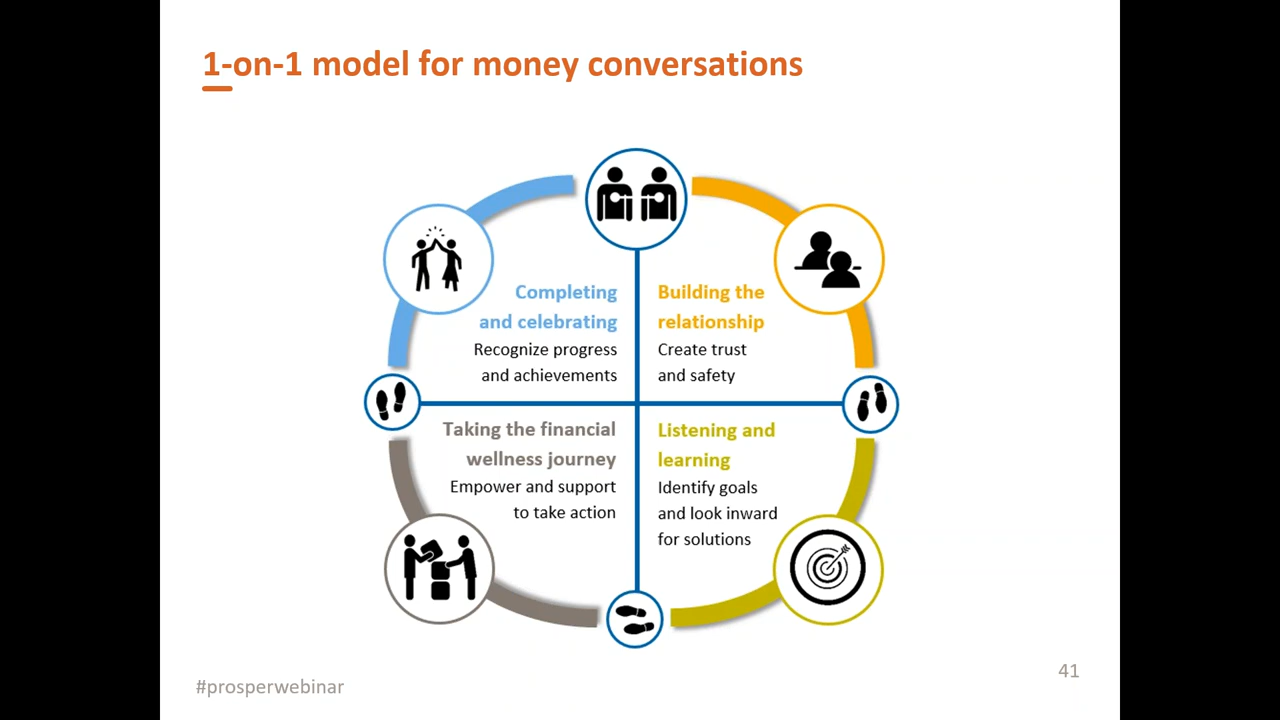 1-on-1 model for money conversations
Completing
and celebrating
Recognize progress
and achievements
Building the
relationship
Create trust
and safety
Taking the financial
wellness journey
Empower and support
to take action
Listening and
learning
Identify goals
and look inward
for solutions
#prosperwebinar
41